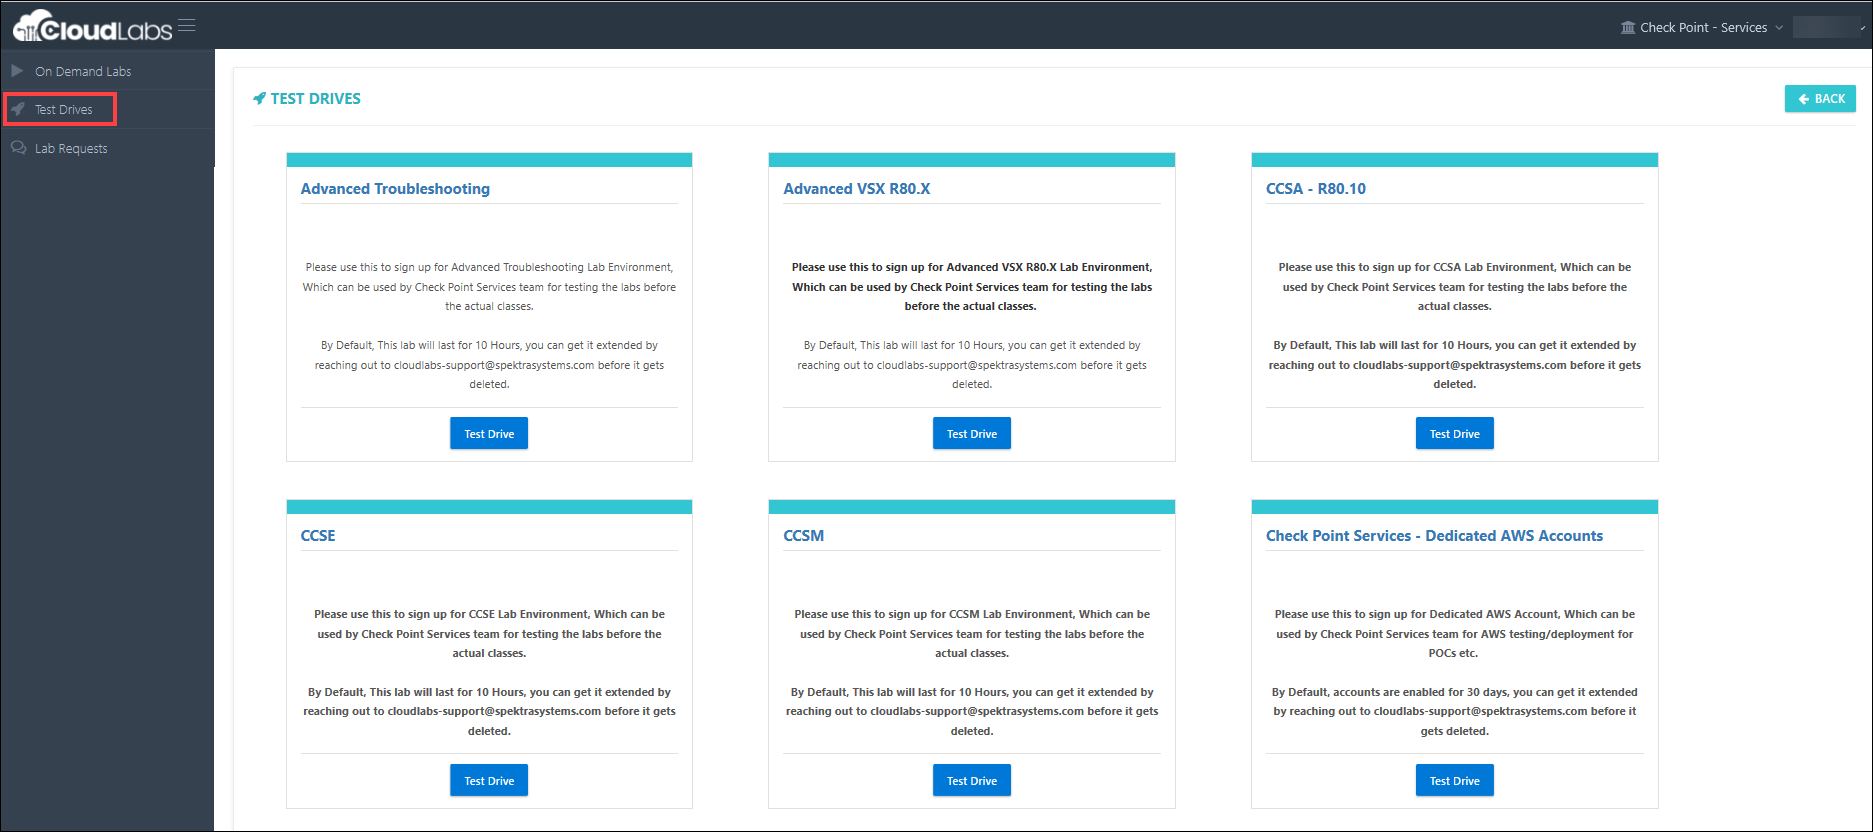 CloudLabs
Check Point - Services
On Demand Labs
Test Drives
Lab Requests
TEST DRIVES
BACK
Advanced Troubleshooting
Please use this to sign up for Advanced Troubleshooting Lab Environment,
Which can be used by Check Point Services team for testing the labs before
the actual classes.
By Default, This lab will last for 10 Hours, you can get it extended by
reaching out to cloudlabs-support@spektrasystems.com before it gets
deleted.
Test Drive
Advanced VSX R80.X
Please use this to sign up for Advanced VSX R80.X Lab Environment,
Which can be used by Check Point Services team for testing the labs
before the actual classes.
By Default, This lab will last for 10 Hours, you can get it extended by
reaching out to cloudlabs-support@spektrasystems.com before it gets
deleted.
Test Drive
CCSA - R80.10
Please use this to sign up for CCSA Lab Environment, Which can be
used by Check Point Services team for testing the labs before the
actual classes.
By Default, This lab will last for 10 Hours, you can get it extended by
reaching out to cloudlabs-support@spektrasystems.com before it gets
deleted.
Test Drive
CCSE
Please use this to sign up for CCSE Lab Environment, Which can be
used by Check Point Services team for testing the labs before the
actual classes.
By Default, This lab will last for 10 Hours, you can get it extended by
reaching out to cloudlabs-support@spektrasystems.com before it gets
deleted.
Test Drive
CCSM
Please use this to sign up for CCSM Lab Environment, Which can be
used by Check Point Services team for testing the labs before the
actual classes.
By Default, This lab will last for 10 Hours, you can get it extended by
reaching out to cloudlabs-support@spektrasystems.com before it gets
deleted.
Test Drive
Check Point Services - Dedicated AWS Accounts
Please use this to sign up for Dedicated AWS Account, Which can be
used by Check Point Services team for AWS testing/deployment for
POCs etc.
By Default, accounts are enabled for 30 days, you can get it extended
by reaching out to cloudlabs-support@spektrasystems.com before it
gets deleted.
Test Drive